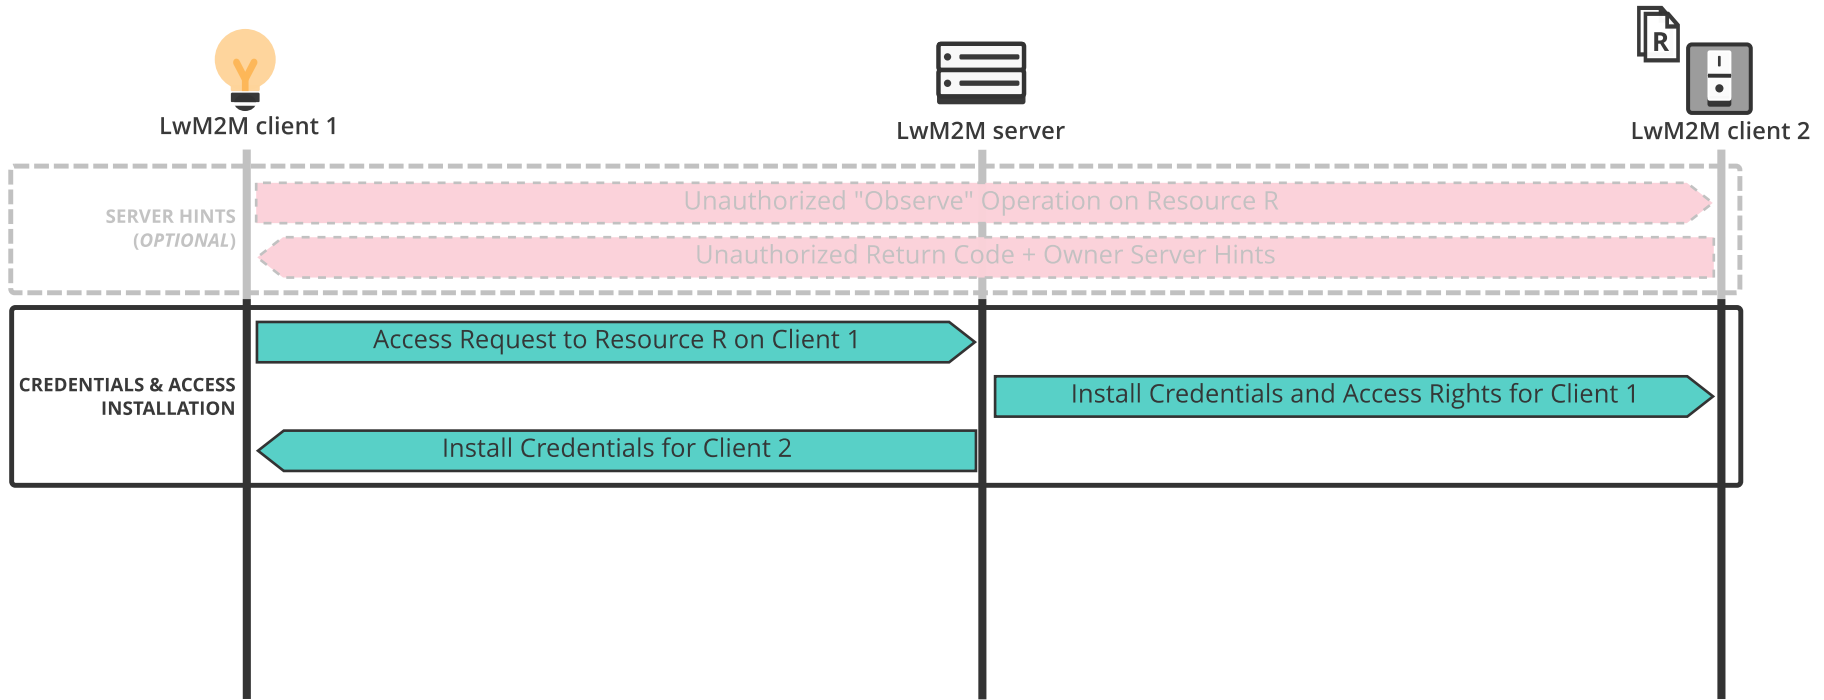 R
LwM2M client 1
LwM2M server
LwM2M client 2
SERVER HINTS
(OPTIONAL)
Unauthorized "Observe" Operation on Resource R
Unauthorized Return Code + Owner Server Hints
CREDENTIALS & ACCESS
INSTALLATION
Access Request to Resource R on Client 1
Install Credentials and Access Rights for Client 1
Install Credentials for Client 2